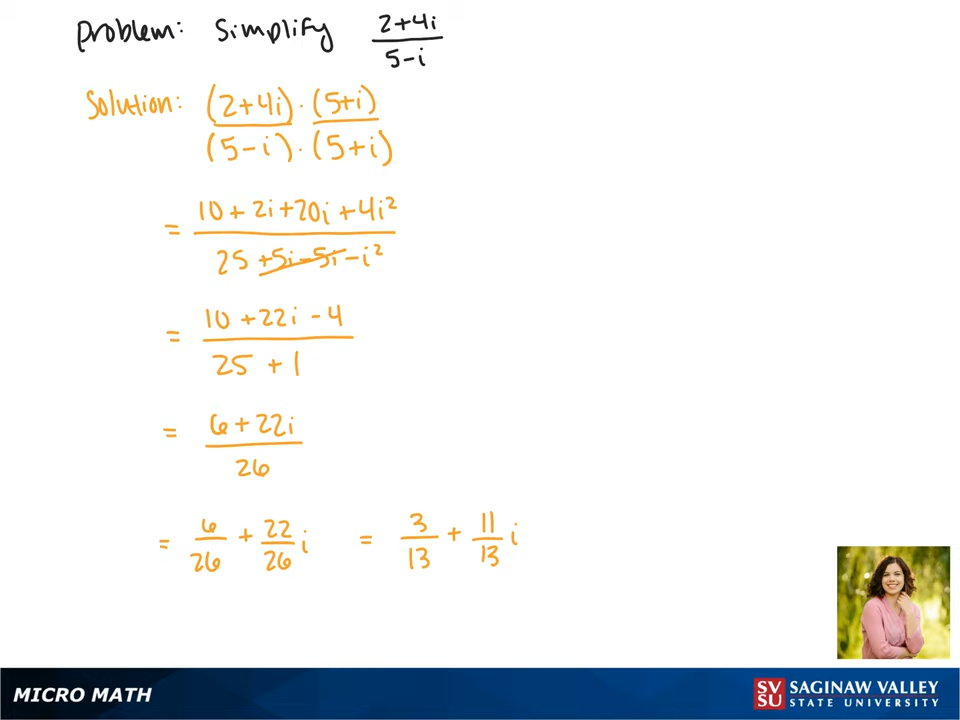 Problem: Simplify (2+4i)/(5-i)
Solution: (2+4i)·(5+i)
(5-i)·(5+i)
= 10+2i+20i+4i²
25+5i-5i-i²
= 10+22i-4
25+1
= 6+22i
26
= 6/26 + 22/26 i = 3/13 + 11/13 i
MICRO MATH
SVSU SAGINAW VALLEY
STATE UNIVERSITY